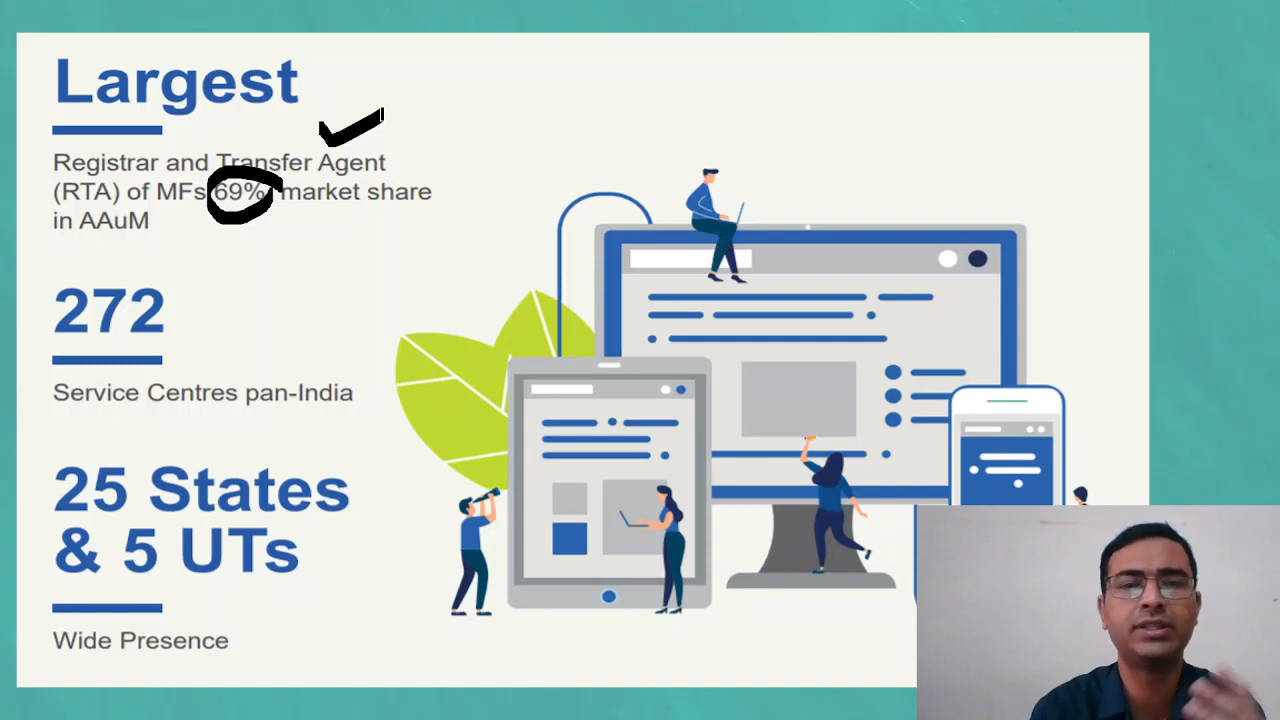 Largest
Registrar and Transfer Agent
(RTA) of MFs 69% market share
in AAuM
272
Service Centres pan-India
25 States
& 5 UTs
Wide Presence